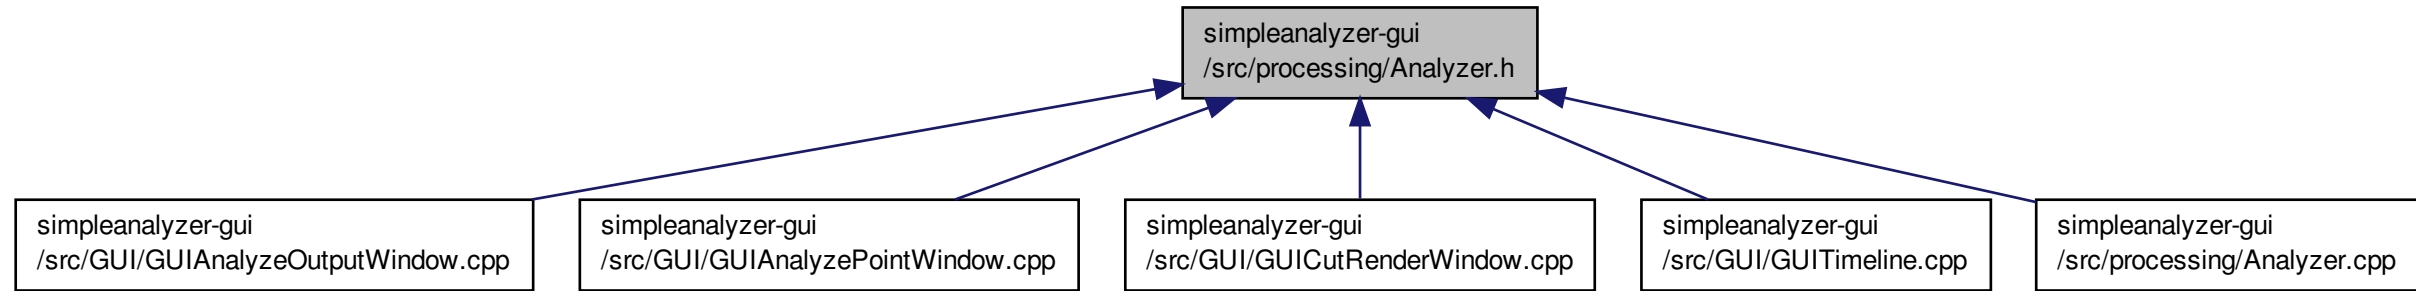 simpleanalyzer-gui
/src/processing/Analyzer.h
simpleanalyzer-gui
/src/GUI/GUIAnalyzeOutputWindow.cpp
simpleanalyzer-gui
/src/GUI/GUIAnalyzePointWindow.cpp
simpleanalyzer-gui
/src/GUI/GUICutRenderWindow.cpp
simpleanalyzer-gui
/src/GUI/GUITimeline.cpp
simpleanalyzer-gui
/src/processing/Analyzer.cpp